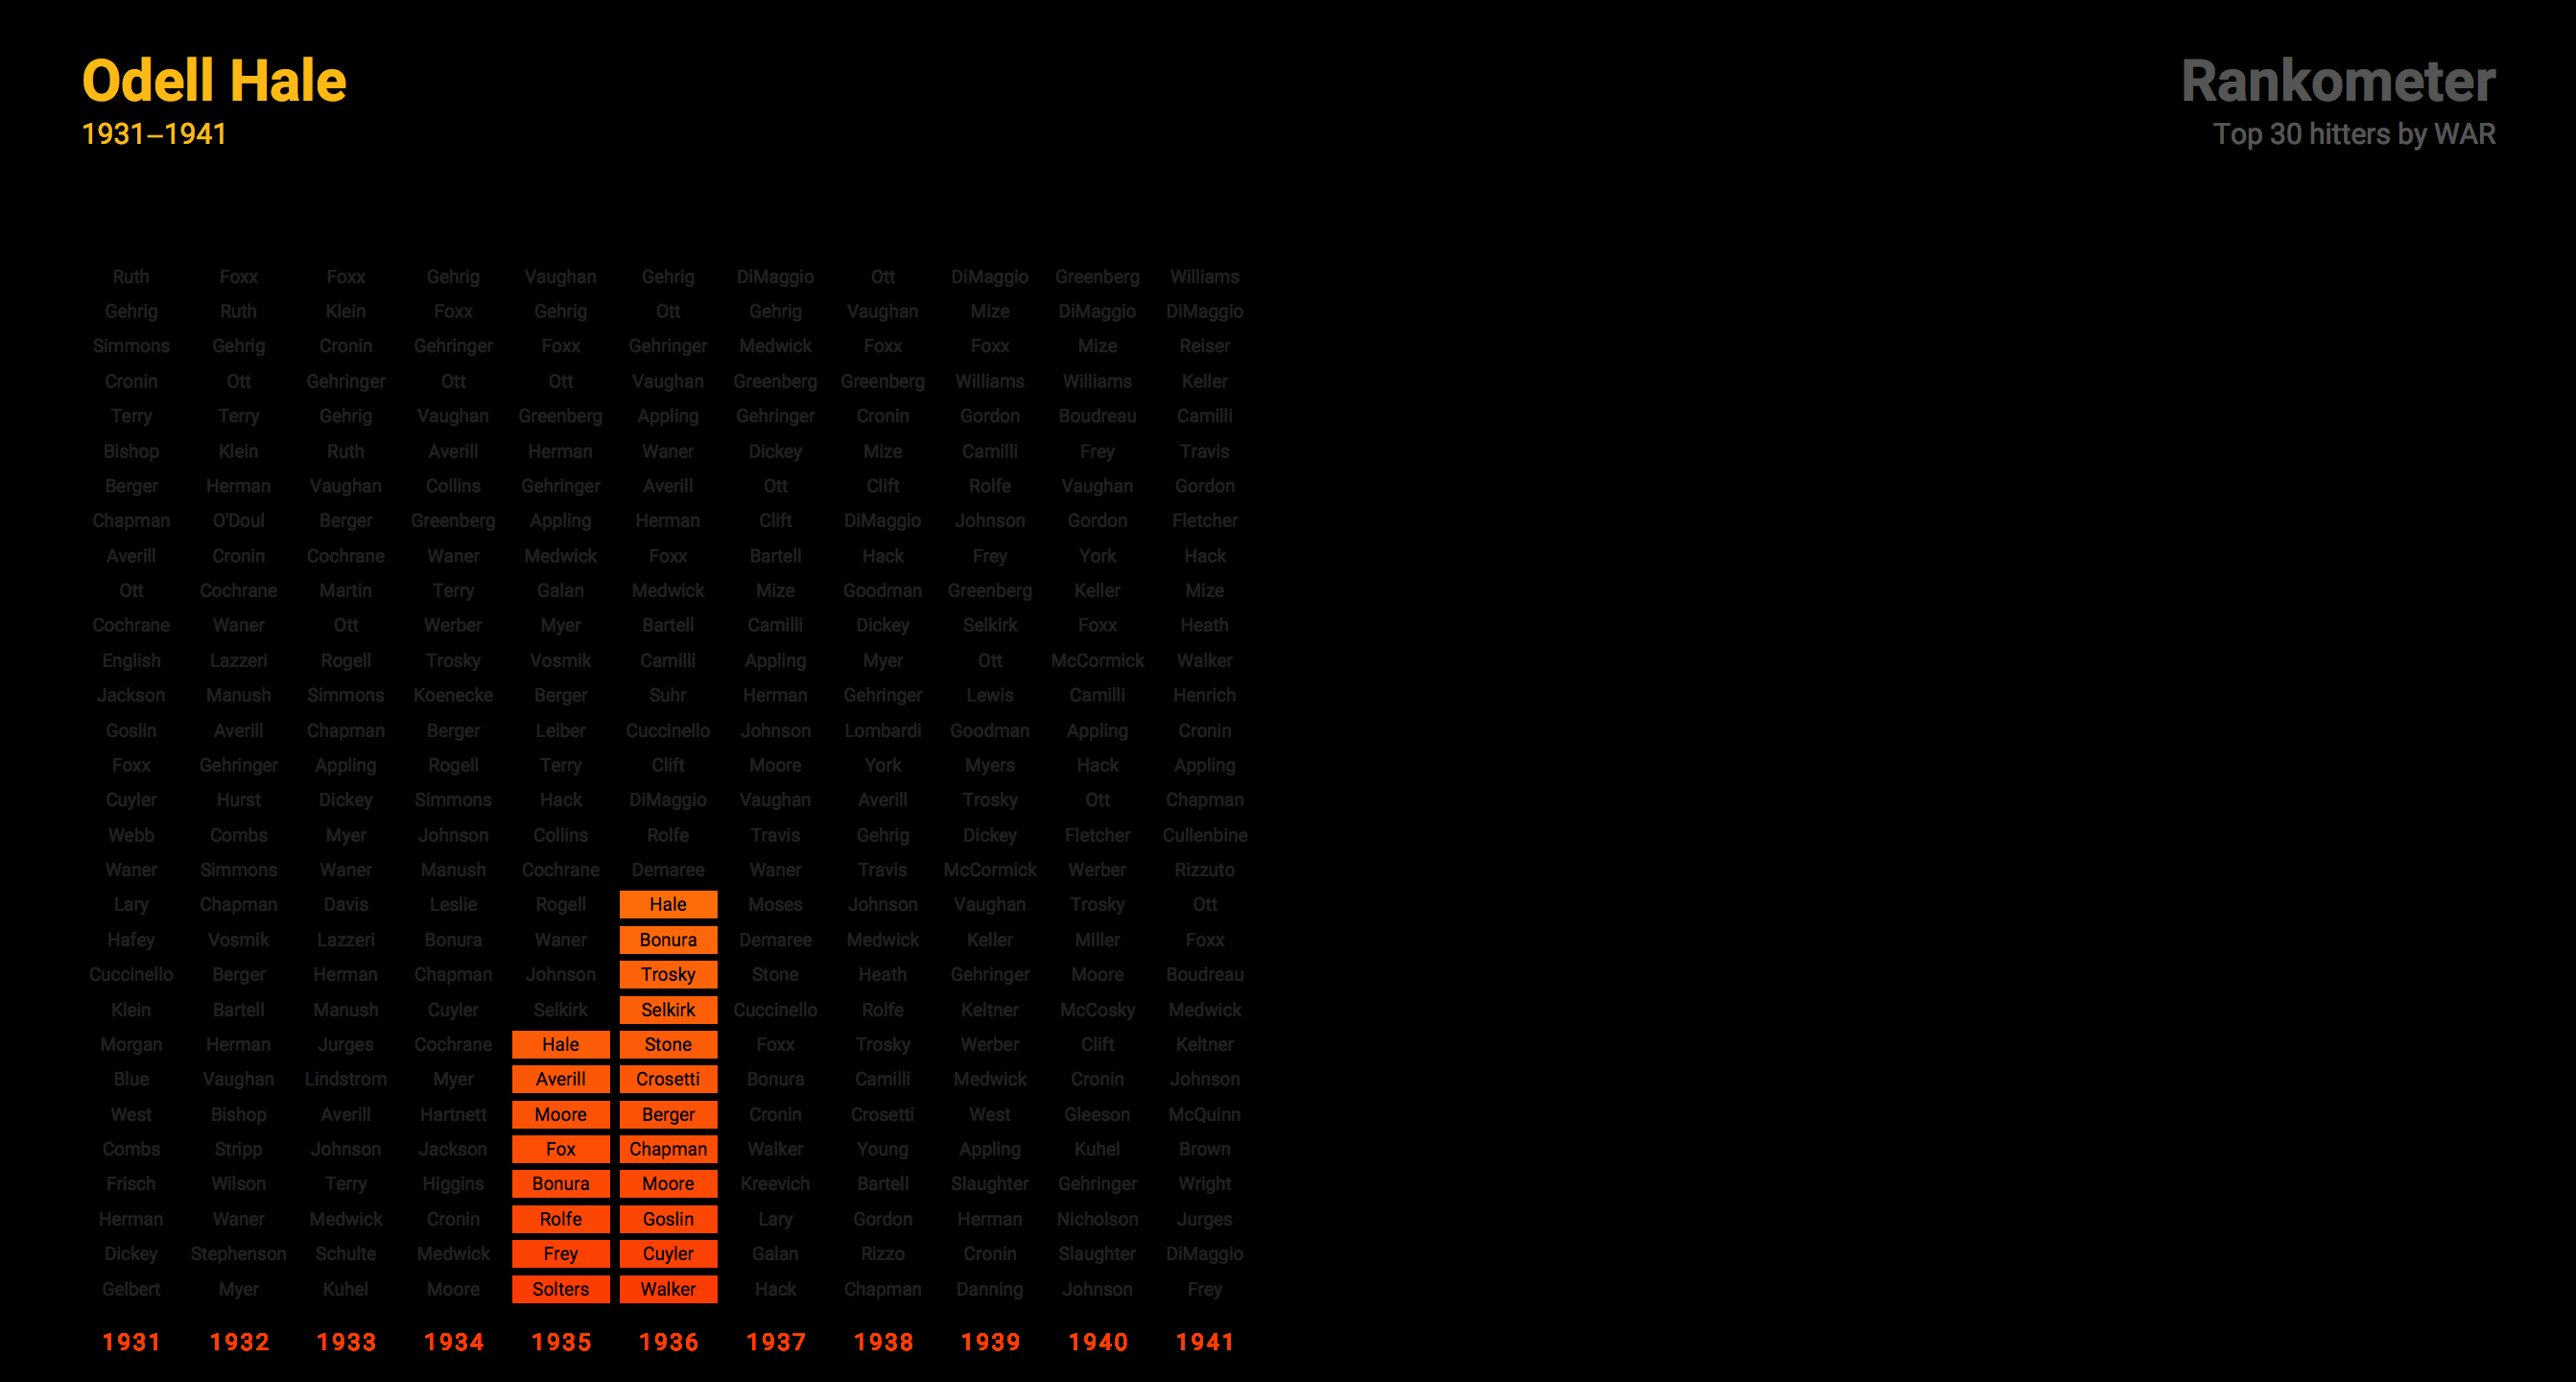 Odell Hale
1931–1941
Rankometer
Top 30 hitters by WAR
Ruth Foxx Foxx Gehrig Vaughan Gehrig DiMaggio Ott DiMaggio Greenberg Williams
Gehrig Ruth Klein Foxx Gehrig Ott Gehrig Vaughan Mize DiMaggio DiMaggio
Simmons Gehrig Cronin Gehringer Foxx Gehringer Medwick Foxx Foxx Mize Reiser
Cronin Ott Gehringer Ott Ott Vaughan Greenberg Greenberg Williams Williams Keller
Terry Terry Gehrig Vaughan Greenberg Appling Gehringer Cronin Gordon Boudreau Camilli
Bishop Klein Ruth Averill Herman Waner Dickey Mize Camilli Frey Travis
Berger Herman Vaughan Collins Gehringer Averill Ott Clift Rolfe Vaughan Gordon
Chapman O'Doul Berger Greenberg Appling Herman Clift DiMaggio Johnson Gordon Fletcher
Averill Cronin Cochrane Waner Medwick Foxx Bartell Hack Frey York Hack
Ott Cochrane Martin Terry Galan Medwick Mize Goodman Greenberg Keller Mize
Cochrane Waner Ott Werber Myer Bartell Camilli Dickey Selkirk Foxx Heath
English Lazzeri Rogell Trosky Vosmik Camilli Appling Myer Ott McCormick Walker
Jackson Manush Simmons Koenecke Berger Suhr Herman Gehringer Lewis Camilli Henrich
Goslin Averill Chapman Berger Leiber Cuccinello Johnson Lombardi Goodman Appling Cronin
Foxx Gehringer Appling Rogell Terry Clift Moore York Myers Hack Appling
Cuyler Hurst Dickey Simmons Hack DiMaggio Vaughan Averill Trosky Ott Chapman
Webb Combs Myer Johnson Collins Rolfe Travis Gehrig Dickey Fletcher Cullenbine
Waner Simmons Waner Manush Cochrane Demaree Waner Travis McCormick Werber Rizzuto
Lary Chapman Davis Leslie Rogell Hale Moses Johnson Vaughan Trosky Ott
Hafey Vosmik Lazzeri Bonura Waner Bonura Demaree Medwick Keller Miller Foxx
Cuccinello Berger Herman Chapman Johnson Trosky Stone Heath Gehringer Moore Boudreau
Klein Bartell Manush Cuyler Selkirk Selkirk Cuccinello Rolfe Keltner McCosky Medwick
Morgan Herman Jurges Cochrane Hale Stone Foxx Trosky Werber Clift Keltner
Blue Vaughan Lindstrom Myer Averill Crosetti Bonura Camilli Medwick Cronin Johnson
West Bishop Averill Hartnett Moore Berger Cronin Crosetti West Gleeson McQuinn
Combs Stripp Johnson Jackson Fox Chapman Walker Young Appling Kuhel Brown
Frisch Wilson Terry Higgins Bonura Moore Kreevich Bartell Slaughter Gehringer Wright
Herman Waner Medwick Cronin Rolfe Goslin Lary Gordon Herman Nicholson Jurges
Dickey Stephenson Schulte Medwick Frey Cuyler Galan Rizzo Cronin Slaughter DiMaggio
Gelbert Myer Kuhel Moore Solters Walker Hack Chapman Danning Johnson Frey
1931 1932 1933 1934 1935 1936 1937 1938 1939 1940 1941